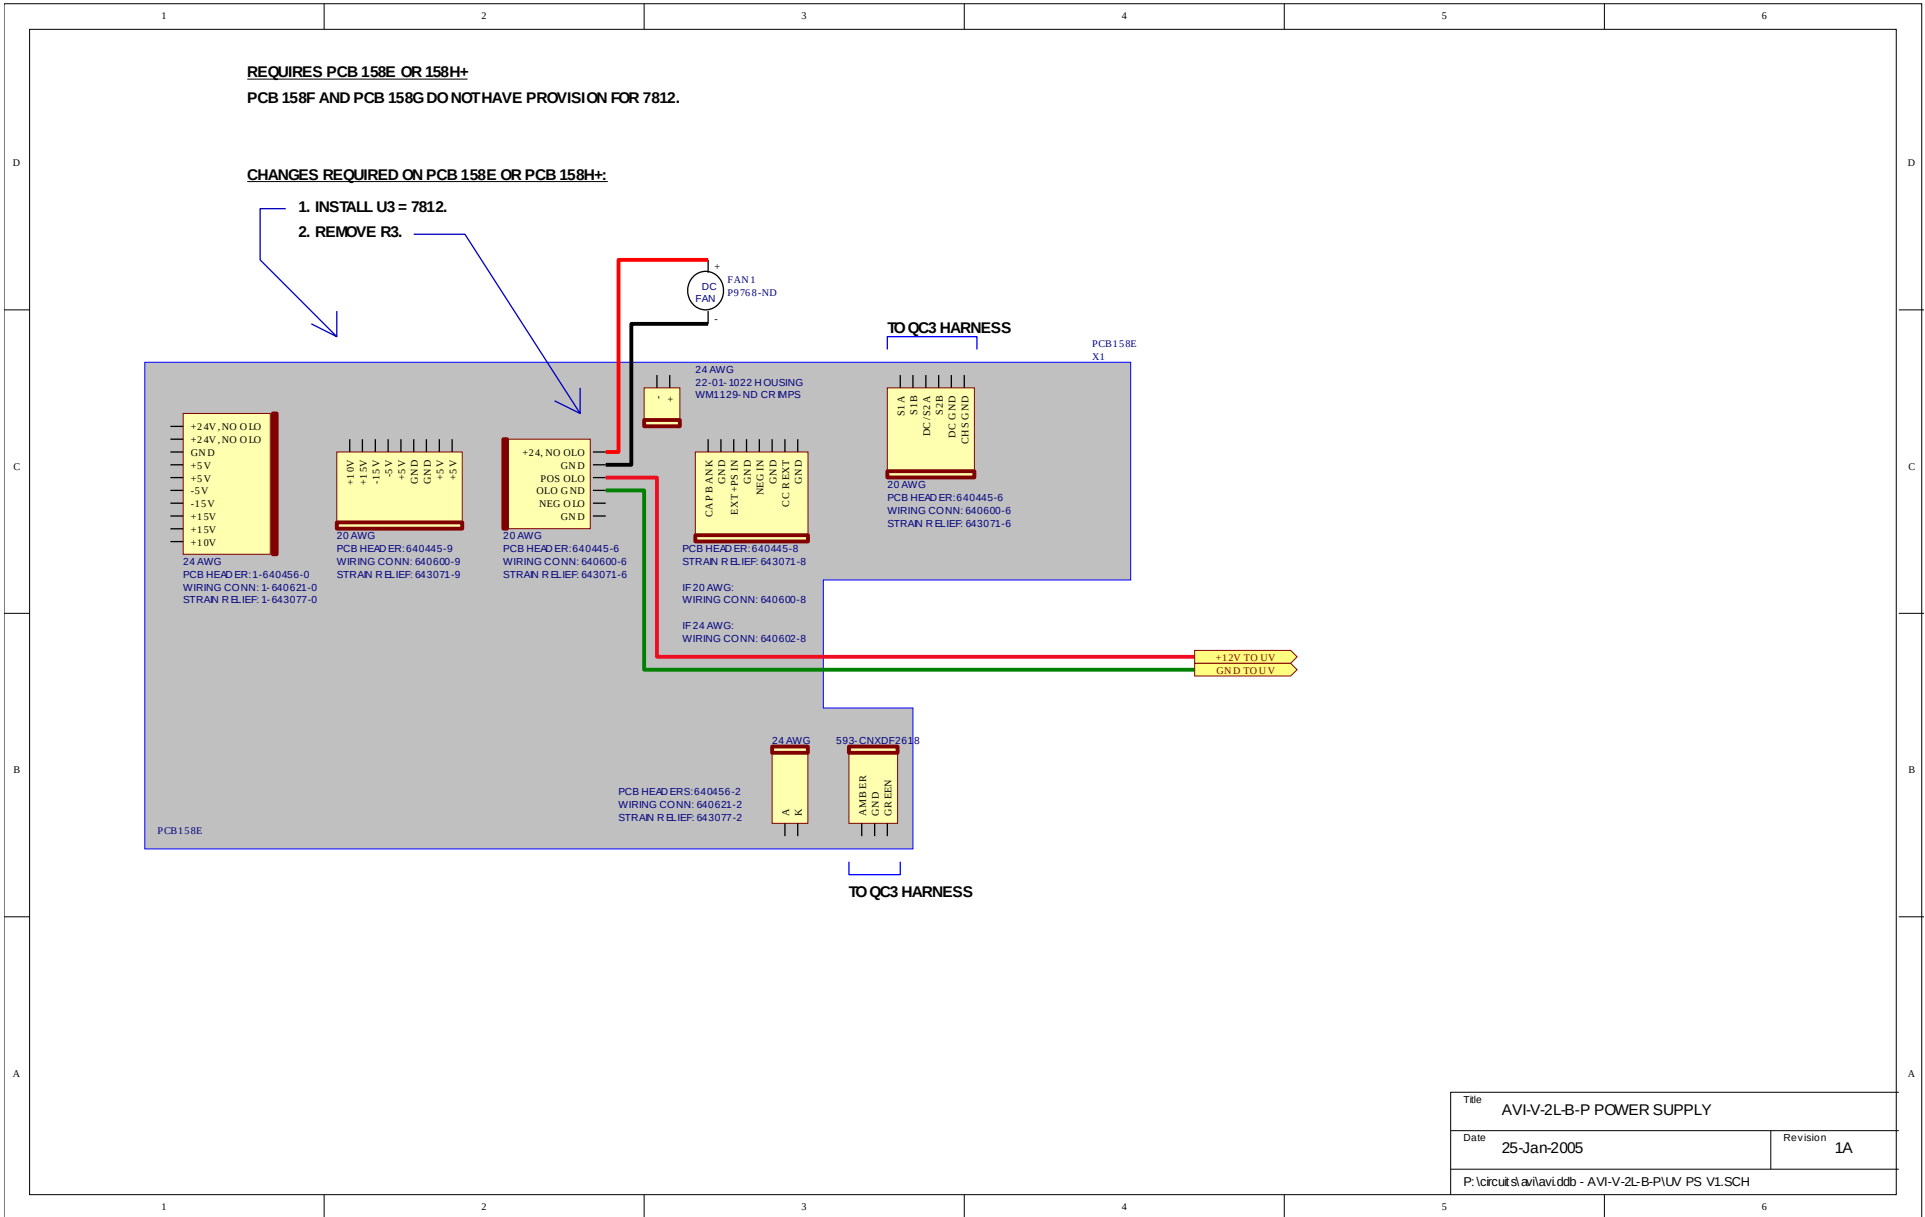 1 2 3 4 5 6
REQUIRES PCB 158E OR 158H+
PCB 158F AND PCB 158G DO NOT HAVE PROVISION FOR 7812.
D D
CHANGES REQUIRED ON PCB 158E OR PCB 158H+:
1. INSTALL U3 = 7812.
2. REMOVE R3.
+
DC
FAN
-
FAN1
P9768-ND
TO QC3 HARNESS
PCB158E
X1
24 AWG
22-01-1022 HOUSING
WM1129-ND CRIMPS
- +
S1A
S1B
DC/S2A
S2B
DC GND
CHS GND
20 AWG
PCB HEADER: 640445-6
WIRING CONN: 640600-6
STRAIN RELIEF: 643071-6
C C
+24V, NO OLO
+24V, NO OLO
GND
+5V
+5V
-5V
-15V
+15V
+15V
+10V
24 AWG
PCB HEADER: 1-640456-0
WIRING CONN: 1-640621-0
STRAIN RELIEF: 1-643077-0
+10V
+15V
-15V
-5V
+5V
GND
GND
+5V
+5V
20 AWG
PCB HEADER: 640445-9
WIRING CONN: 640600-9
STRAIN RELIEF: 643071-9
+24, NO OLO
GND
POS OLO
OLO GND
NEG OLO
GND
20 AWG
PCB HEADER: 640445-6
WIRING CONN: 640600-6
STRAIN RELIEF: 643071-6
CAP BANK
GND
EXT +PS IN
GND
NEG IN
GND
CC R EXT
GND
PCB HEADER: 640445-8
STRAIN RELIEF: 643071-8
IF 20 AWG:
WIRING CONN: 640600-8
IF 24 AWG:
WIRING CONN: 640602-8
+12V TO UV
GND TO UV
B B
24 AWG
A
K
PCB HEADERS: 640456-2
WIRING CONN: 640621-2
STRAIN RELIEF: 643077-2
593-CNXDF2618
AMBER
GND
GREEN
PCB158E
TO QC3 HARNESS
A A
Title AVI-V-2L-B-P POWER SUPPLY
Date 25-Jan-2005 Revision 1A
P:\circuits\avi\avi.ddb - AVI-V-2L-B-P\UV PS V1.SCH
1 2 3 4 5 6